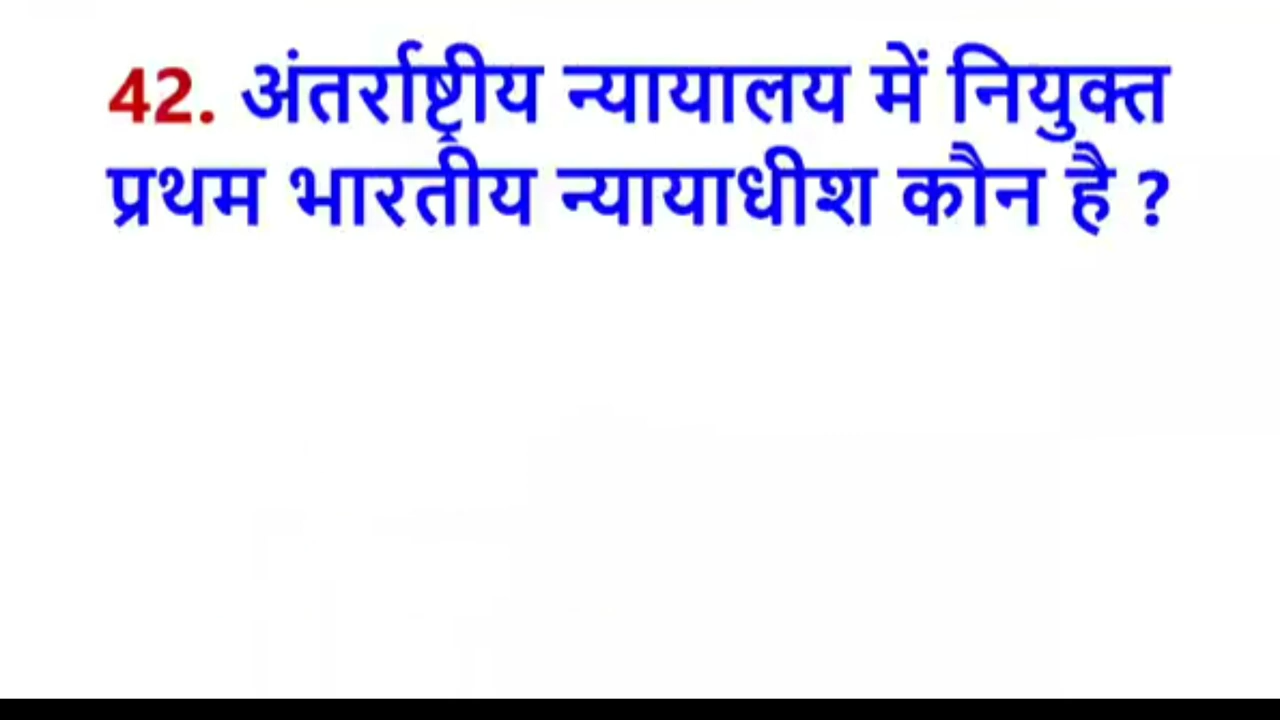 42. अंतर्राष्ट्रीय न्यायालय में नियुक्त
प्रथम भारतीय न्यायाधीश कौन है ?